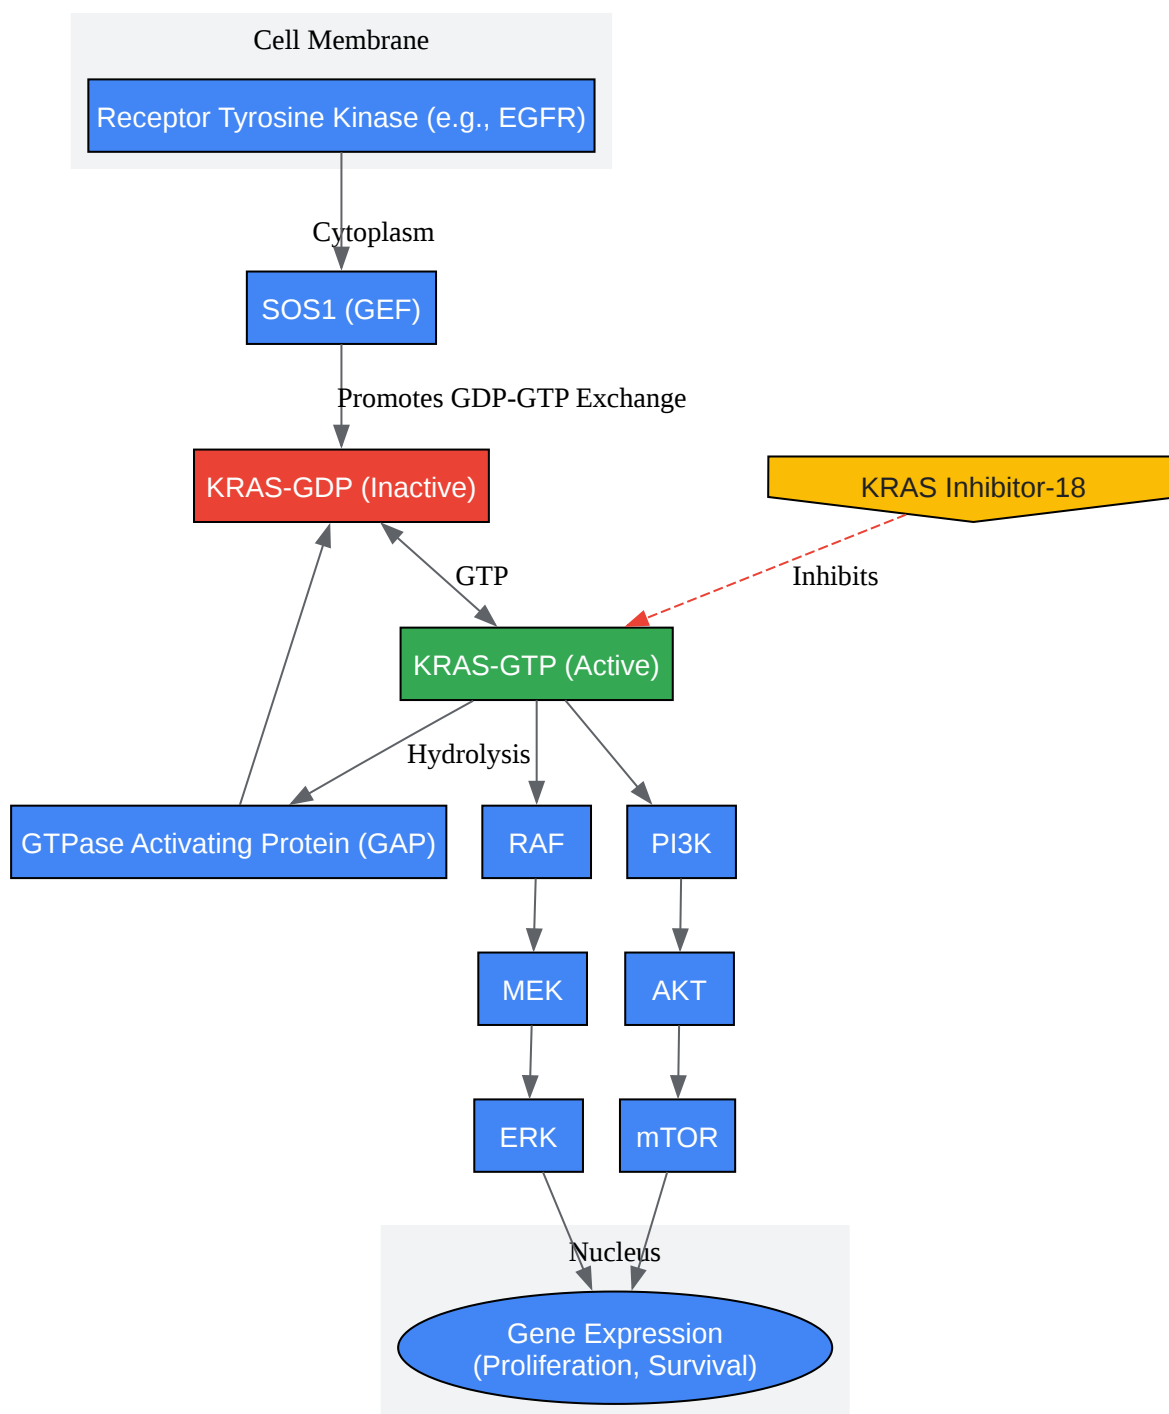 Cell Membrane
Receptor Tyrosine Kinase (e.g., EGFR)
Cytoplasm
SOS1 (GEF)
Promotes GDP-GTP Exchange
KRAS-GDP (Inactive)
KRAS Inhibitor-18
GTP
Inhibits
KRAS-GTP (Active)
Hydrolysis
GTPase Activating Protein (GAP)
RAF
PI3K
MEK
AKT
ERK
mTOR
Nucleus
Gene Expression
(Proliferation, Survival)